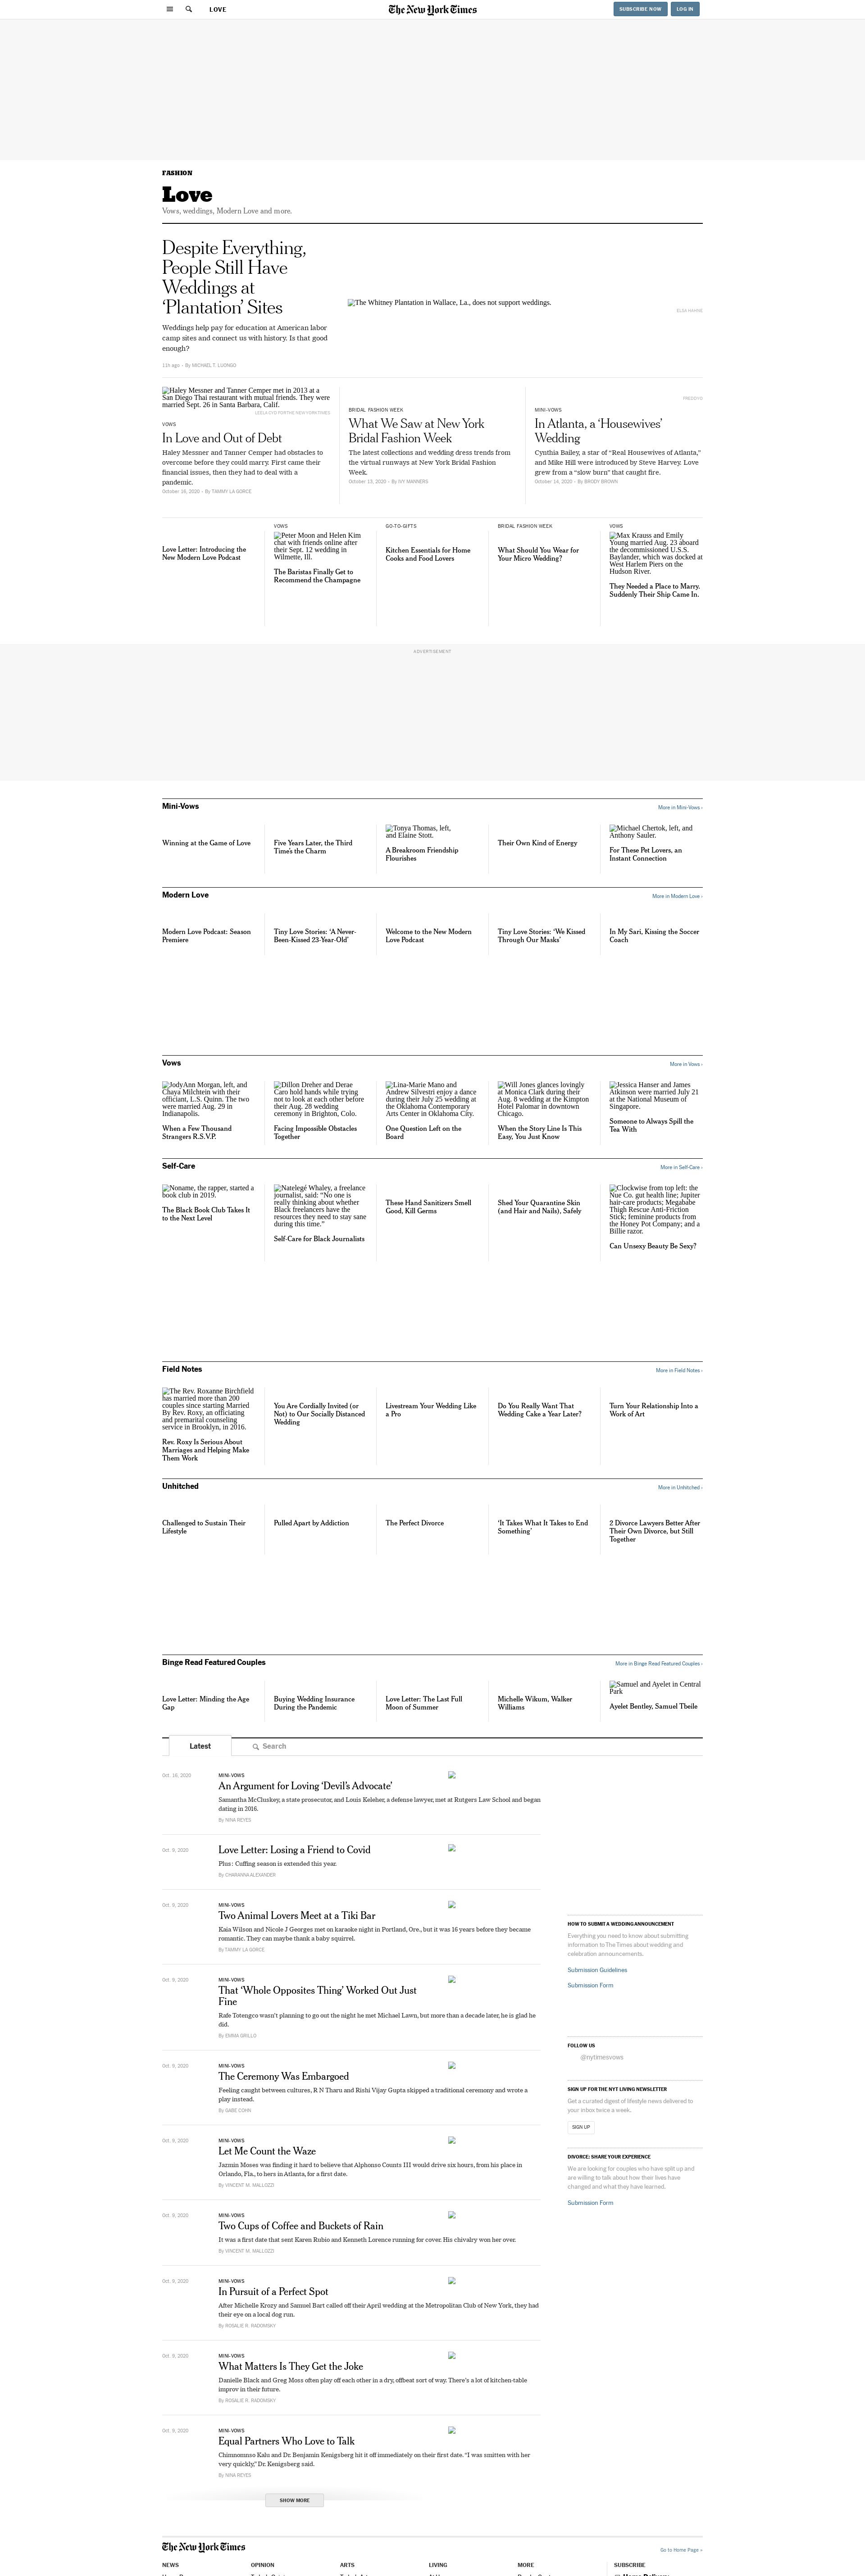 LOVE
The New York Times
SUBSCRIBE NOW
LOG IN
FASHION
Love
Vows, weddings, Modern Love and more.
Despite Everything,
People Still Have
Weddings at
‘Plantation’ Sites
Weddings help pay for education at American labor
camp sites and connect us with history. Is that good
enough?
11h ago · By MICHAEL T. LUONGO
The Whitney Plantation in Wallace, La., does not support weddings.
ELSA HAHNE
Haley Messner and Tanner Cemper met in 2013 at a
San Diego Thai restaurant with mutual friends. They were
married Sept. 26 in Santa Barbara, Calif.
LEELA CYD FOR THE NEW YORK TIMES
VOWS
In Love and Out of Debt
Haley Messner and Tanner Cemper had obstacles to
overcome before they could marry. First came their
financial issues, then they had to deal with a
pandemic.
October 16, 2020 · By TAMMY LA GORCE
BRIDAL FASHION WEEK
What We Saw at New York
Bridal Fashion Week
The latest collections and wedding dress trends from
the virtual runways at New York Bridal Fashion
Week.
October 13, 2020 · By IVY MANNERS
FREDDYO
MINI-VOWS
In Atlanta, a ‘Housewives’
Wedding
Cynthia Bailey, a star of “Real Housewives of Atlanta,”
and Mike Hill were introduced by Steve Harvey. Love
grew from a “slow burn” that caught fire.
October 14, 2020 · By BRODY BROWN
Love Letter: Introducing the
New Modern Love Podcast
VOWS
Peter Moon and Helen Kim
chat with friends online after
their Sept. 12 wedding in
Wilmette, Ill.
The Baristas Finally Get to
Recommend the Champagne
GO-TO-GIFTS
Kitchen Essentials for Home
Cooks and Food Lovers
BRIDAL FASHION WEEK
What Should You Wear for
Your Micro Wedding?
VOWS
Max Krauss and Emily
Young married Aug. 23 aboard
the decommissioned U.S.S.
Baylander, which was docked at
West Harlem Piers on the
Hudson River.
They Needed a Place to Marry.
Suddenly Their Ship Came In.
ADVERTISEMENT
Mini-Vows
More in Mini-Vows ›
Winning at the Game of Love
Five Years Later, the Third
Time’s the Charm
Tonya Thomas, left,
and Elaine Stott.
A Breakroom Friendship
Flourishes
Their Own Kind of Energy
Michael Chertok, left, and
Anthony Sauler.
For These Pet Lovers, an
Instant Connection
Modern Love
More in Modern Love ›
Modern Love Podcast: Season
Premiere
Tiny Love Stories: ‘A Never-
Been-Kissed 23-Year-Old’
Welcome to the New Modern
Love Podcast
Tiny Love Stories: ‘We Kissed
Through Our Masks’
In My Sari, Kissing the Soccer
Coach
Vows
More in Vows ›
JodyAnn Morgan, left, and
Chaya Milchtein with their
officiant, L.S. Quinn. The two
were married Aug. 29 in
Indianapolis.
When a Few Thousand
Strangers R.S.V.P.
Dillon Dreher and Derae
Caro hold hands while trying
not to look at each other before
their Aug. 28 wedding
ceremony in Brighton, Colo.
Facing Impossible Obstacles
Together
Lina-Marie Mano and
Andrew Silvestri enjoy a dance
during their July 25 wedding at
the Oklahoma Contemporary
Arts Center in Oklahoma City.
One Question Left on the
Board
Will Jones glances lovingly
at Monica Clark during their
Aug. 8 wedding at the Kimpton
Hotel Palomar in downtown
Chicago.
When the Story Line Is This
Easy, You Just Know
Jessica Hanser and James
Atkinson were married July 21
at the National Museum of
Singapore.
Someone to Always Spill the
Tea With
Self-Care
More in Self-Care ›
Noname, the rapper, started a
book club in 2019.
The Black Book Club Takes It
to the Next Level
Natelegé Whaley, a freelance
journalist, said: “No one is
really thinking about whether
Black freelancers have the
resources they need to stay sane
during this time.”
Self-Care for Black Journalists
These Hand Sanitizers Smell
Good, Kill Germs
Shed Your Quarantine Skin
(and Hair and Nails), Safely
Clockwise from top left: the
Nue Co. gut health line; Jupiter
hair-care products; Megababe
Thigh Rescue Anti-Friction
Stick; feminine products from
the Honey Pot Company; and a
Billie razor.
Can Unsexy Beauty Be Sexy?
Field Notes
More in Field Notes ›
The Rev. Roxanne Birchfield
has married more than 200
couples since starting Married
By Rev. Roxy, an officiating
and premarital counseling
service in Brooklyn, in 2016.
Rev. Roxy Is Serious About
Marriages and Helping Make
Them Work
You Are Cordially Invited (or
Not) to Our Socially Distanced
Wedding
Livestream Your Wedding Like
a Pro
Do You Really Want That
Wedding Cake a Year Later?
Turn Your Relationship Into a
Work of Art
Unhitched
More in Unhitched ›
Challenged to Sustain Their
Lifestyle
Pulled Apart by Addiction
The Perfect Divorce
‘It Takes What It Takes to End
Something’
2 Divorce Lawyers Better After
Their Own Divorce, but Still
Together
Binge Read Featured Couples
More in Binge Read Featured Couples ›
Love Letter: Minding the Age
Gap
Buying Wedding Insurance
During the Pandemic
Love Letter: The Last Full
Moon of Summer
Michelle Wikum, Walker
Williams
Samuel and Ayelet in Central
Park
Ayelet Bentley, Samuel Tbeile
Latest
Search
Oct. 16, 2020
MINI-VOWS
An Argument for Loving ‘Devil’s Advocate’
Samantha McCluskey, a state prosecutor, and Louis Keleher, a defense lawyer, met at Rutgers Law School and began
dating in 2016.
By NINA REYES
Oct. 9, 2020
Love Letter: Losing a Friend to Covid
Plus: Cuffing season is extended this year.
By CHARANNA ALEXANDER
Oct. 9, 2020
MINI-VOWS
Two Animal Lovers Meet at a Tiki Bar
Kaia Wilson and Nicole J Georges met on karaoke night in Portland, Ore., but it was 16 years before they became
romantic. They can maybe thank a baby squirrel.
By TAMMY LA GORCE
Oct. 9, 2020
MINI-VOWS
That ‘Whole Opposites Thing’ Worked Out Just
Fine
Rafe Totengco wasn’t planning to go out the night he met Michael Lawn, but more than a decade later, he is glad he
did.
By EMMA GRILLO
Oct. 9, 2020
MINI-VOWS
The Ceremony Was Embargoed
Feeling caught between cultures, R N Tharu and Rishi Vijay Gupta skipped a traditional ceremony and wrote a
play instead.
By GABE COHN
Oct. 9, 2020
MINI-VOWS
Let Me Count the Waze
Jazmin Moses was finding it hard to believe that Alphonso Counts III would drive six hours, from his place in
Orlando, Fla., to hers in Atlanta, for a first date.
By VINCENT M. MALLOZZI
Oct. 9, 2020
MINI-VOWS
Two Cups of Coffee and Buckets of Rain
It was a first date that sent Karen Rubio and Kenneth Lorence running for cover. His chivalry won her over.
By VINCENT M. MALLOZZI
Oct. 9, 2020
MINI-VOWS
In Pursuit of a Perfect Spot
After Michelle Krozy and Samuel Bart called off their April wedding at the Metropolitan Club of New York, they had
their eye on a local dog run.
By ROSALIE R. RADOMSKY
Oct. 9, 2020
MINI-VOWS
What Matters Is They Get the Joke
Danielle Black and Greg Moss often play off each other in a dry, offbeat sort of way. There’s a lot of kitchen-table
improv in their future.
By ROSALIE R. RADOMSKY
Oct. 9, 2020
MINI-VOWS
Equal Partners Who Love to Talk
Chimnomnso Kalu and Dr. Benjamin Kenigsberg hit it off immediately on their first date. “I was smitten with her
very quickly,” Dr. Kenigsberg said.
By NINA REYES
SHOW MORE
HOW TO SUBMIT A WEDDING ANNOUNCEMENT
Everything you need to know about submitting
information to The Times about wedding and
celebration announcements.
Submission Guidelines
Submission Form
FOLLOW US
@nytimesvows
SIGN UP FOR THE NYT LIVING NEWSLETTER
Get a curated digest of lifestyle news delivered to
your inbox twice a week.
SIGN UP
DIVORCE: SHARE YOUR EXPERIENCE
We are looking for couples who have split up and
are willing to talk about how their lives have
changed and what they have learned.
Submission Form
The New York Times
Go to Home Page »
NEWS
OPINION
ARTS
LIVING
MORE
SUBSCRIBE